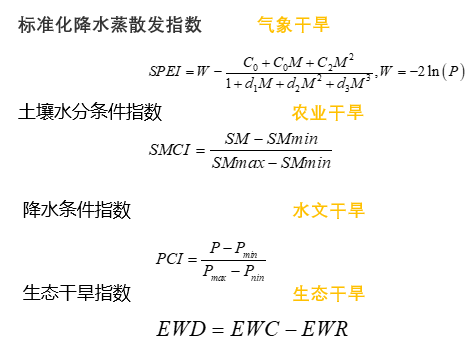 标准化降水蒸散发指数 气象干旱
SPEI = W - \frac{C_0 + C_0 M + C_2 M^2}{1 + d_1 M + d_2 M^2 + d_3 M^3}, W = -2\ln(P)
土壤水分条件指数 农业干旱
SMCI = \frac{SM - SMmin}{SMmax - SMmin}
降水条件指数 水文干旱
PCI = \frac{P - P_{min}}{P_{max} - P_{nin}}
生态干旱指数 生态干旱
EWD = EWC - EWR